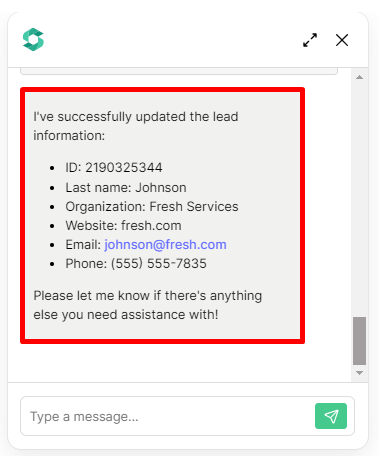 I've successfully updated the lead
information:
• ID: 2190325344
• Last name: Johnson
• Organization: Fresh Services
• Website: fresh.com
• Email: johnson@fresh.com
• Phone: (555) 555-7835
Please let me know if there's anything
else you need assistance with!
Type a message...